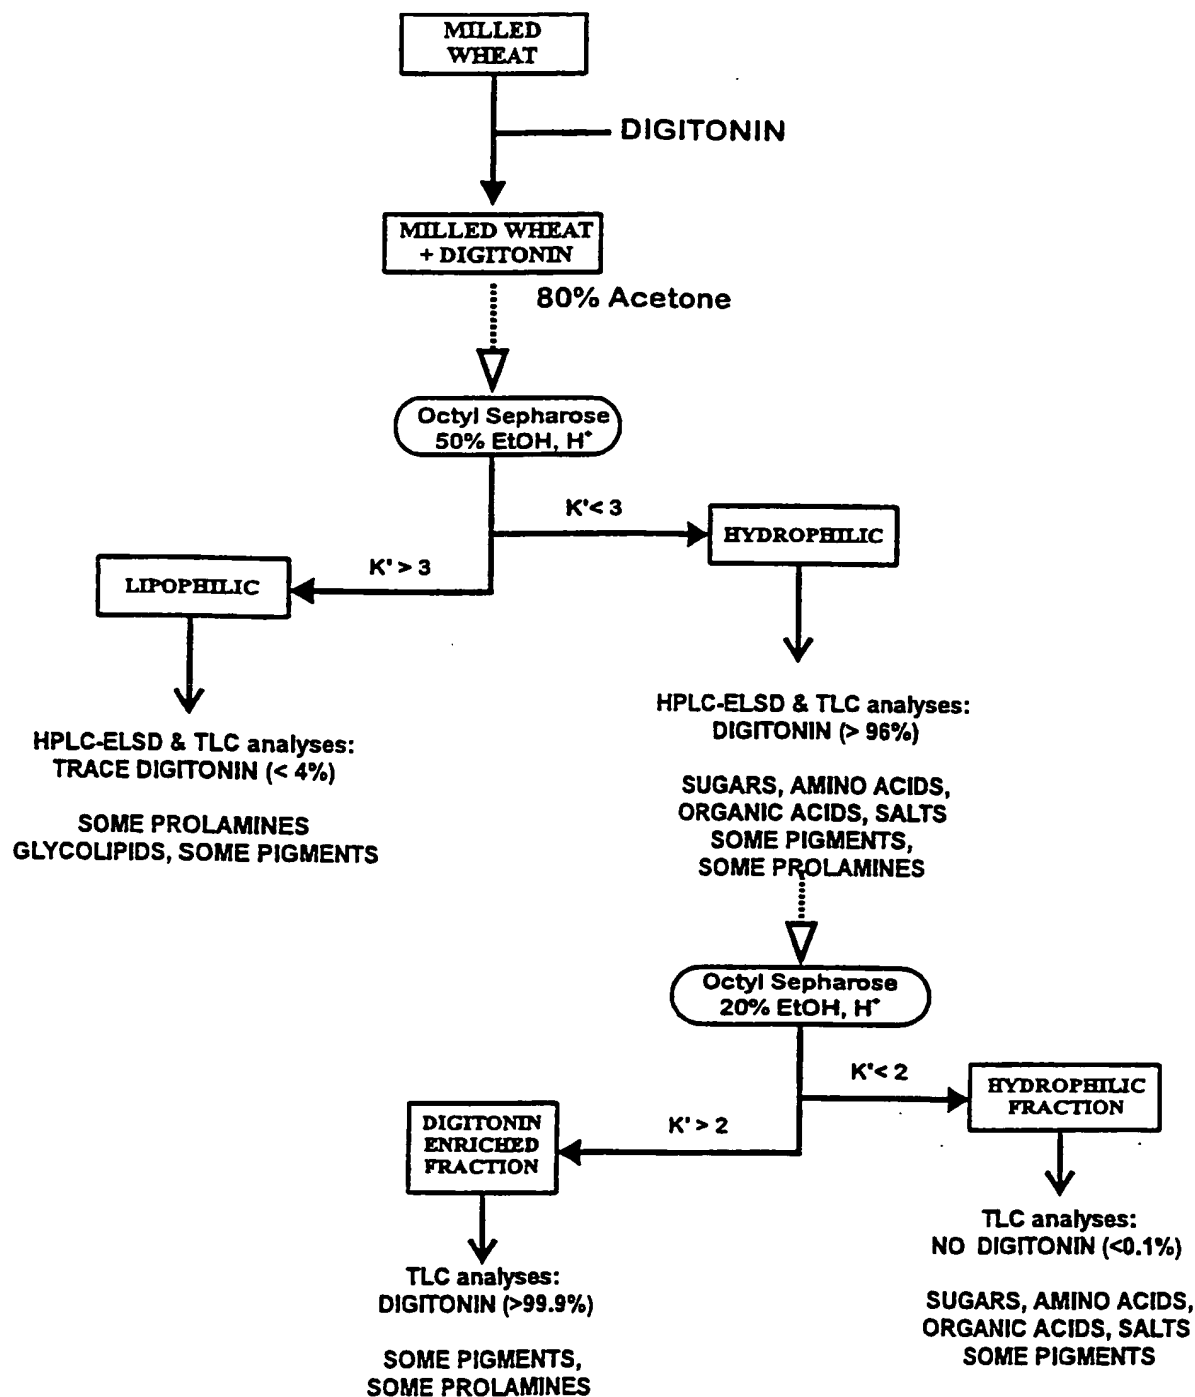 MILLED
WHEAT
DIGITONIN
MILLED WHEAT
+ DIGITONIN
80% Acetone
Octyl Sepharose
50% EtOH, H⁺
K'< 3
HYDROPHILIC
K' > 3
LIPOPHILIC
HPLC-ELSD & TLC analyses:
DIGITONIN (> 96%)
SUGARS, AMINO ACIDS,
ORGANIC ACIDS, SALTS
SOME PIGMENTS,
SOME PROLAMINES
HPLC-ELSD & TLC analyses:
TRACE DIGITONIN (< 4%)
SOME PROLAMINES
GLYCOLIPIDS, SOME PIGMENTS
Octyl Sepharose
20% EtOH, H⁺
K'< 2
HYDROPHILIC
FRACTION
K' > 2
DIGITONIN
ENRICHED
FRACTION
TLC analyses:
NO DIGITONIN (<0.1%)
SUGARS, AMINO ACIDS,
ORGANIC ACIDS, SALTS
SOME PIGMENTS
TLC analyses:
DIGITONIN (>99.9%)
SOME PIGMENTS,
SOME PROLAMINES